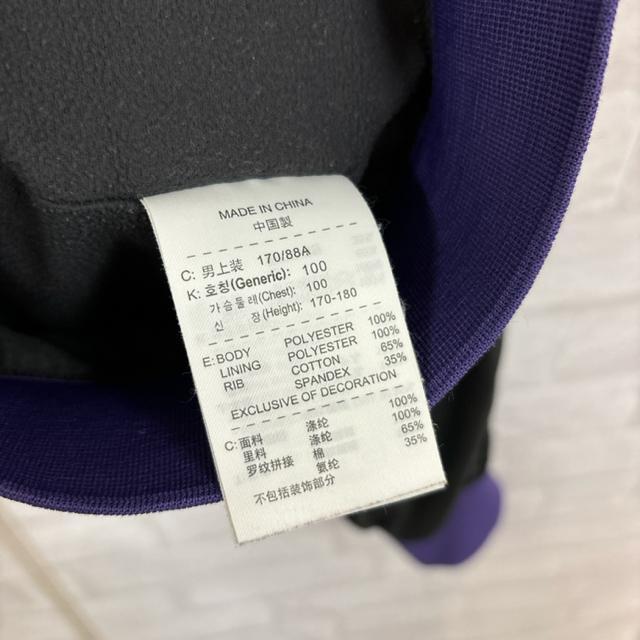 MADE IN CHINA
中国製
C: 男上装 170/88A
K: 호칭(Generic): 100
가슴둘레(Chest): 100
신 장(Height): 170-180
E: BODY POLYESTER 100%
LINING POLYESTER 100%
RIB COTTON 65%
SPANDEX 35%
EXCLUSIVE OF DECORATION
C: 面料 涤纶 100%
里料 涤纶 100%
罗纹拼接 棉 65%
氨纶 35%
不包括装饰部分